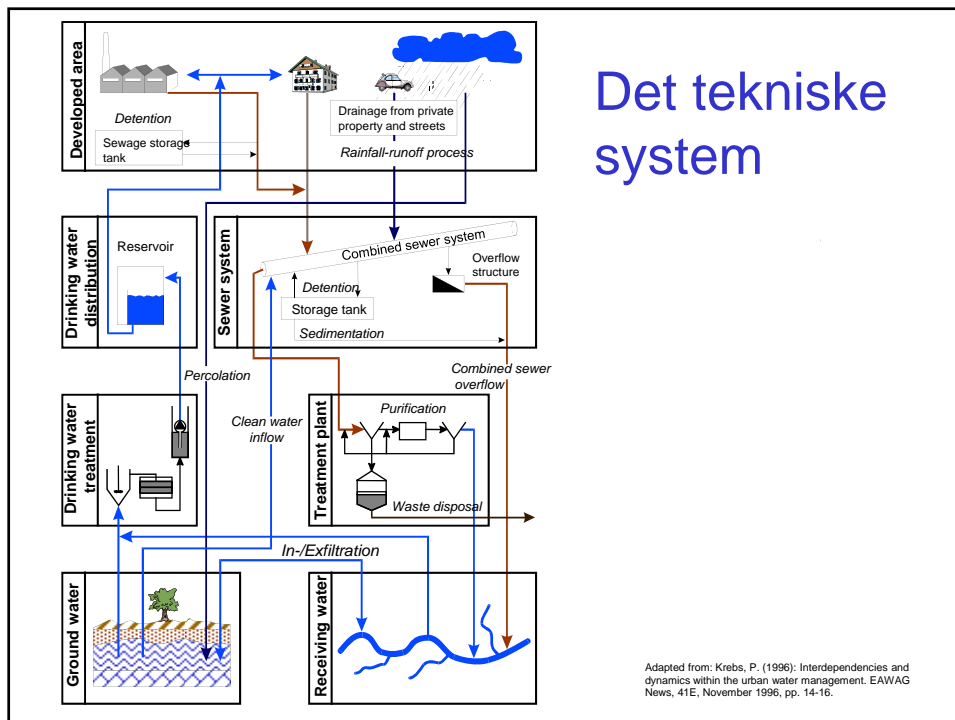 Det tekniske
system
Developed area
Detention
Sewage storage
tank
Drainage from private
property and streets
Rainfall-runoff process
Drinking water
distribution
Reservoir
Sewer system
Combined sewer system
Overflow
structure
Detention
Storage tank
Sedimentation
Percolation
Clean water
inflow
Combined sewer
overflow
Drinking water
treatment
Treatment plant
Purification
Waste disposal
In-/Exfiltration
Ground water
Receiving water
Adapted from: Krebs, P. (1996): Interdependencies and
dynamics within the urban water management. EAWAG
News, 41E, November 1996, pp. 14-16.